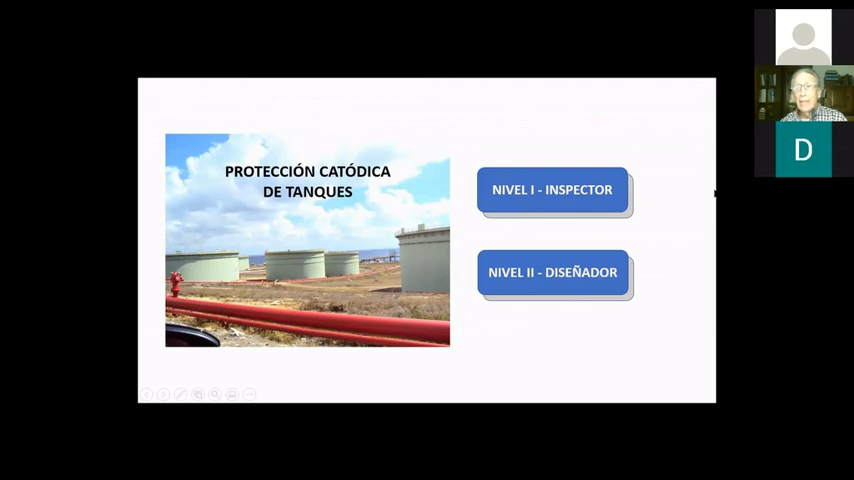 PROTECCIÓN CATÓDICA
DE TANQUES
NIVEL I - INSPECTOR
NIVEL II - DISEÑADOR
D